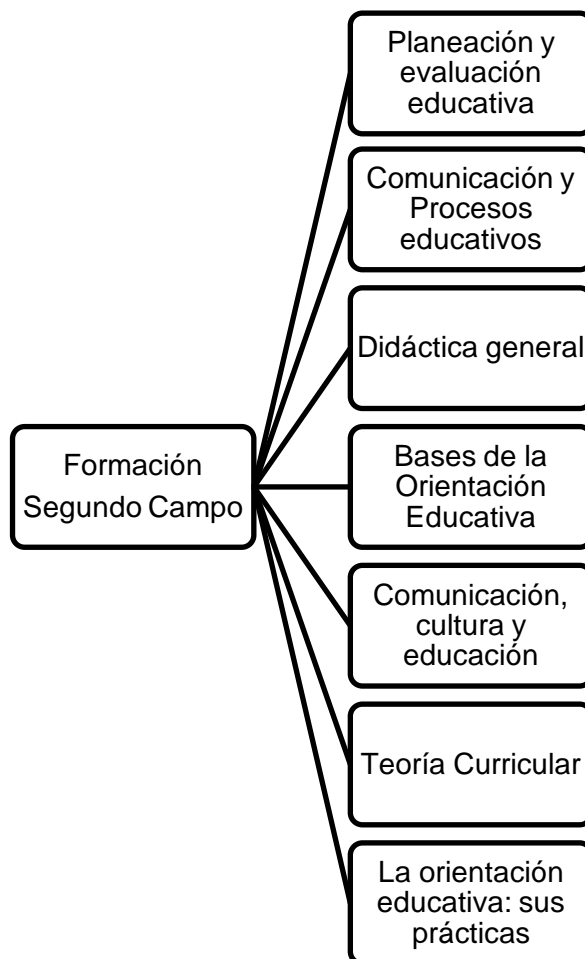 Formación
Segundo Campo
Planeación y
evaluación
educativa
Comunicación y
Procesos
educativos
Didáctica general
Bases de la
Orientación
Educativa
Comunicación,
cultura y
educación
Teoría Curricular
La orientación
educativa: sus
prácticas